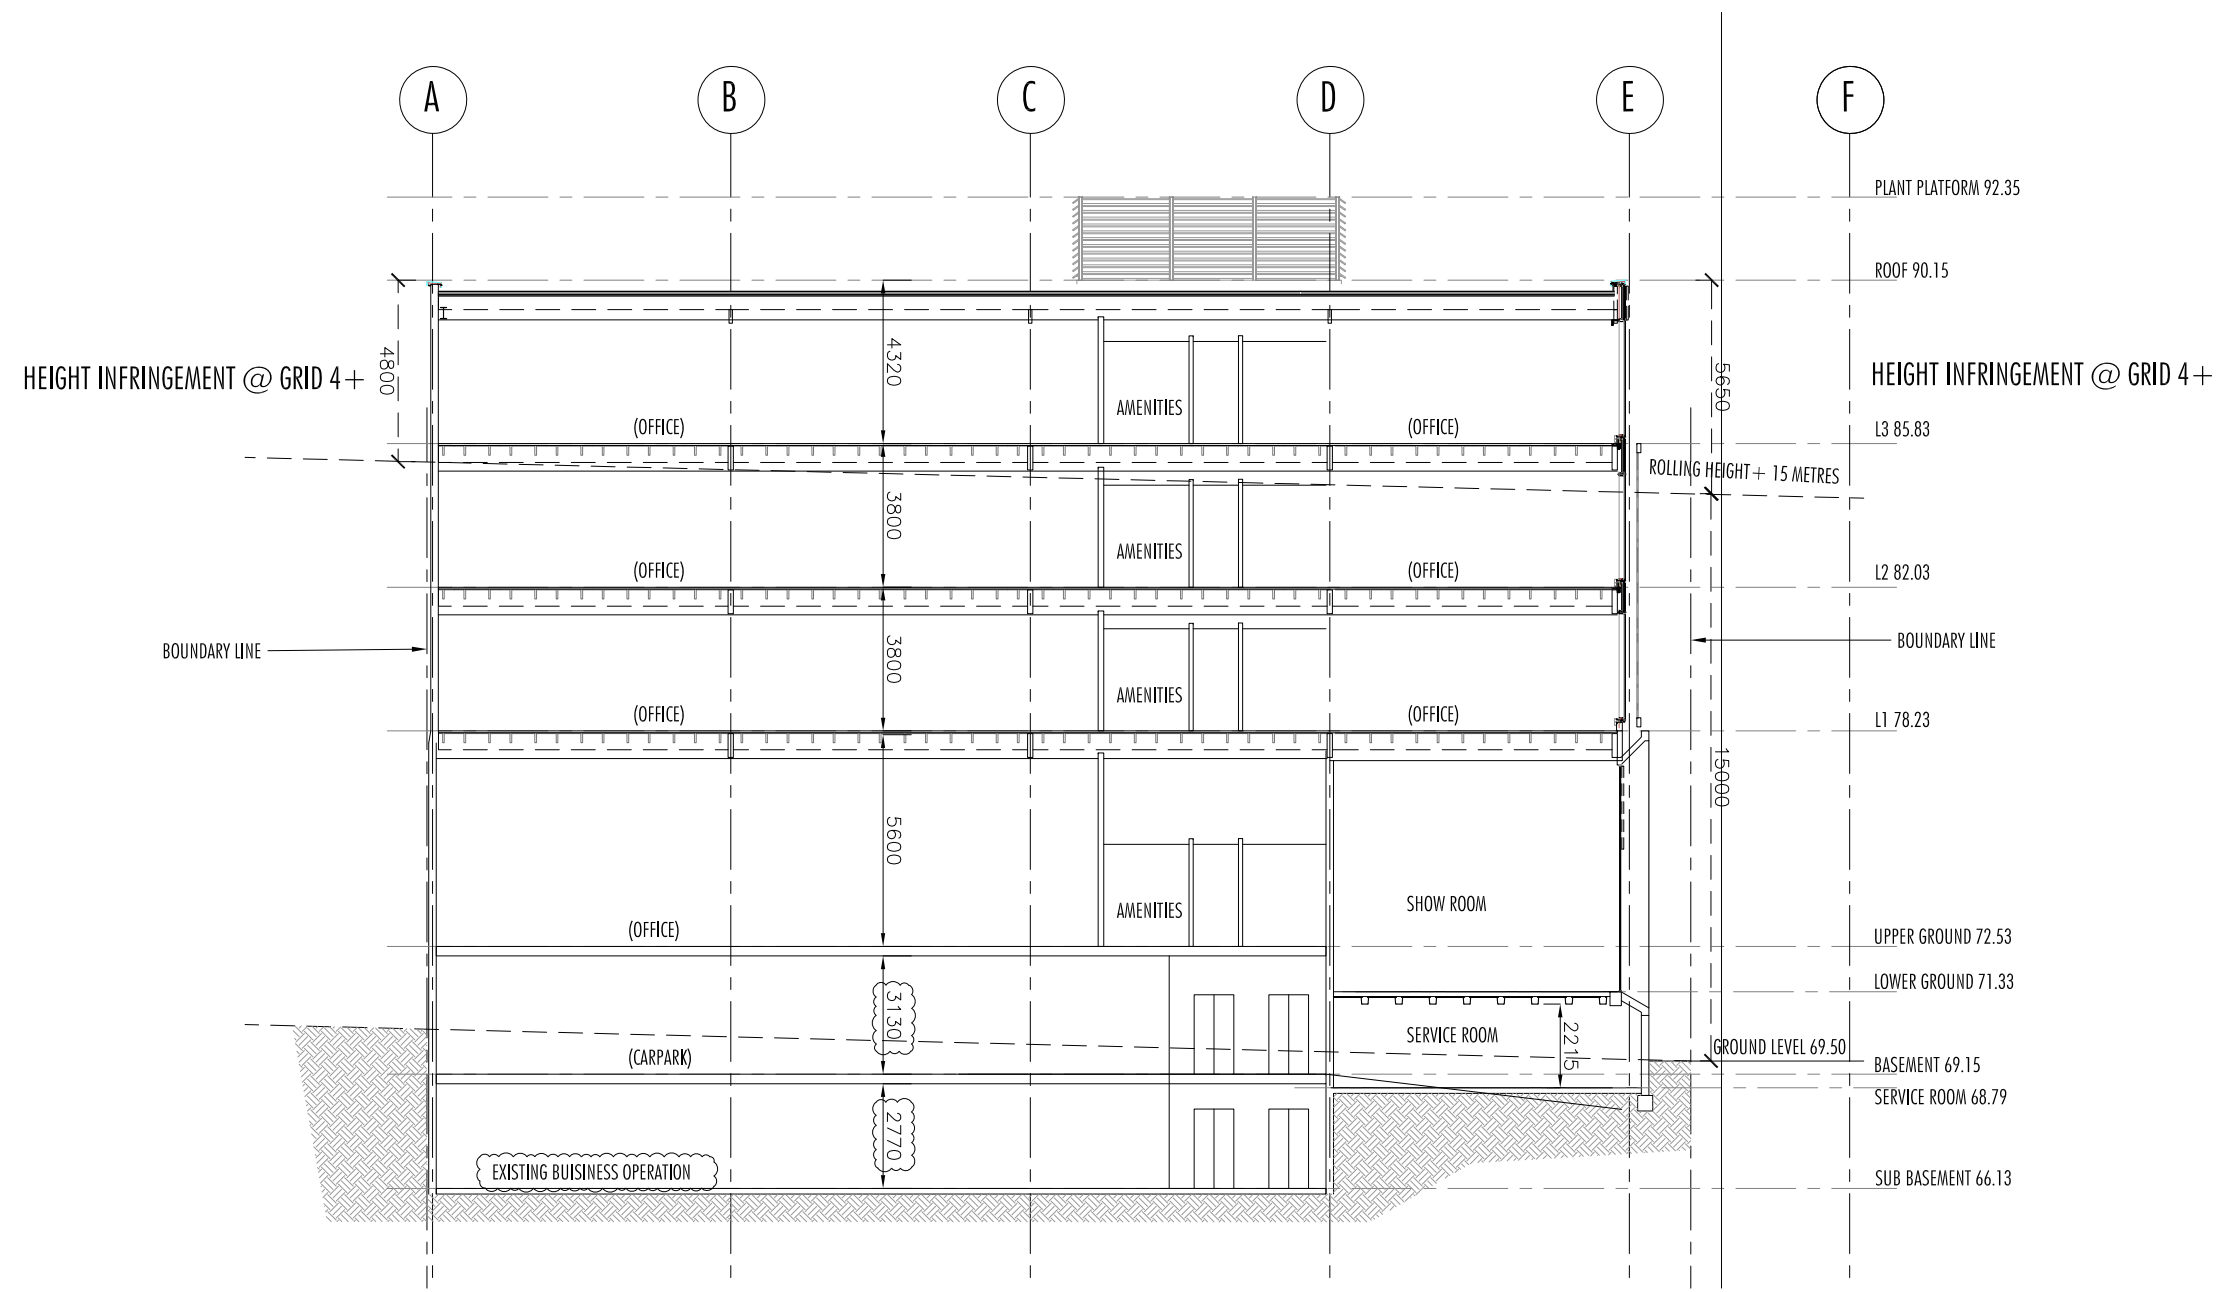 A B C D E F
PLANT PLATFORM 92.35
ROOF 90.15
HEIGHT INFRINGEMENT @ GRID 4+
4800
4320
5650
HEIGHT INFRINGEMENT @ GRID 4+
AMENITIES
(OFFICE)
(OFFICE)
L3 85.83
ROLLING HEIGHT+ 15 METRES
3800
AMENITIES
(OFFICE)
(OFFICE)
L2 82.03
BOUNDARY LINE
3800
BOUNDARY LINE
AMENITIES
(OFFICE)
(OFFICE)
L1 78.23
15000
5600
SHOW ROOM
AMENITIES
(OFFICE)
UPPER GROUND 72.53
LOWER GROUND 71.33
3130
SERVICE ROOM
2215
GROUND LEVEL 69.50
(CARPARK)
BASEMENT 69.15
SERVICE ROOM 68.79
2770
EXISTING BUISINESS OPERATION
SUB BASEMENT 66.13